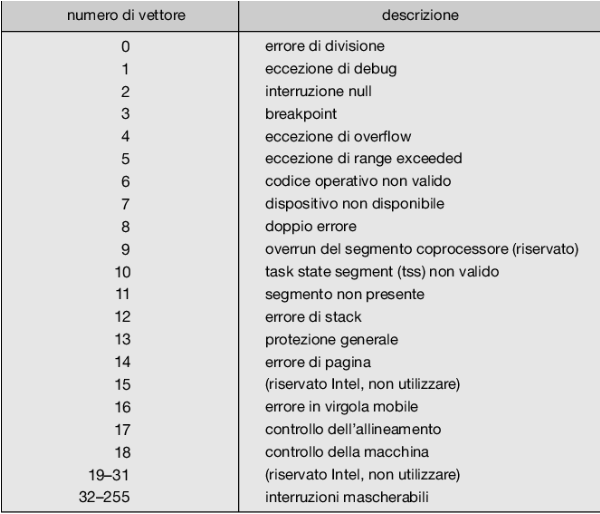 numero di vettore descrizione
0 errore di divisione
1 eccezione di debug
2 interruzione null
3 breakpoint
4 eccezione di overflow
5 eccezione di range exceeded
6 codice operativo non valido
7 dispositivo non disponibile
8 doppio errore
9 overrun del segmento coprocessore (riservato)
10 task state segment (tss) non valido
11 segmento non presente
12 errore di stack
13 protezione generale
14 errore di pagina
15 (riservato Intel, non utilizzare)
16 errore in virgola mobile
17 controllo dell'allineamento
18 controllo della macchina
19–31 (riservato Intel, non utilizzare)
32–255 interruzioni mascherabili